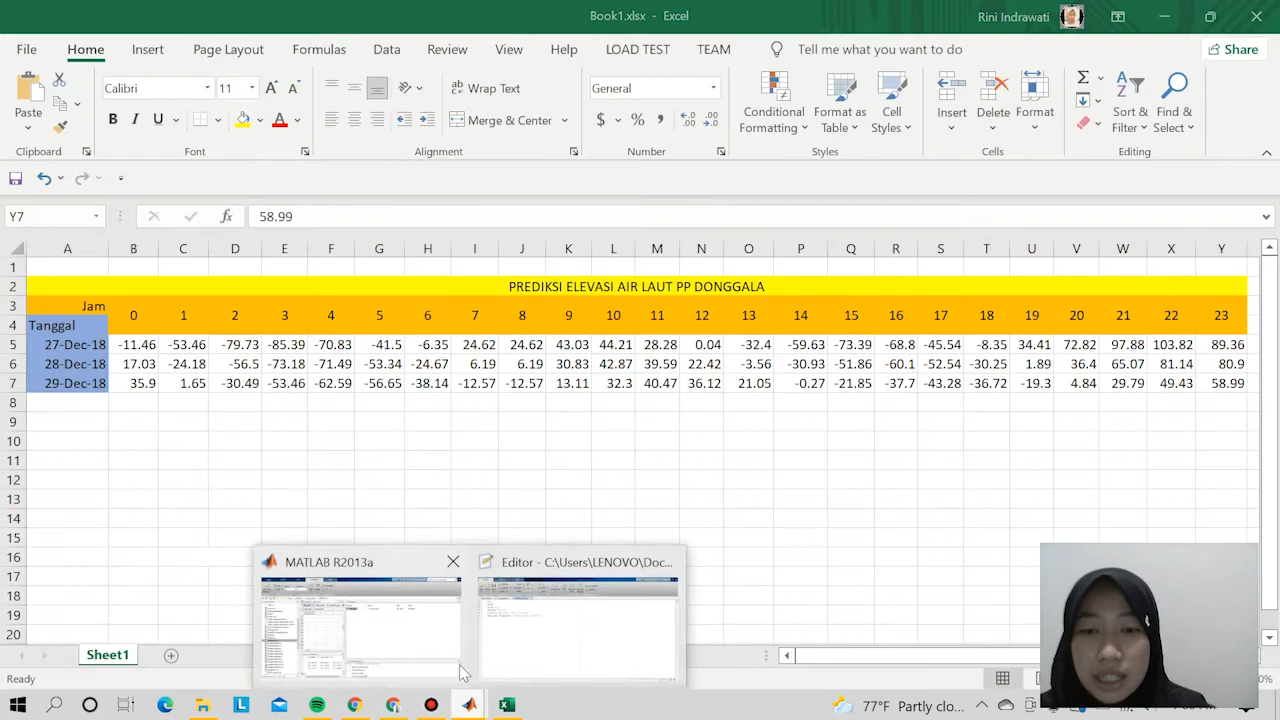 Book1.xlsx - Excel
Rini Indrawati
File Home Insert Page Layout Formulas Data Review View Help LOAD TEST TEAM Tell me what you want to do Share
Paste
Clipboard
Calibri 11
B I U
Font
Wrap Text
Merge & Center
Alignment
General
$ % ,
Number
Conditional Formatting
Format as Table
Cell Styles
Styles
Insert Delete Format
Cells
Sort & Filter
Find & Select
Editing
Y7 fx 58.99
A B C D E F G H I J K L M N O P Q R S T U V W X Y
1
2 PREDIKSI ELEVASI AIR LAUT PP DONGGALA
3 Jam
0 1 2 3 4 5 6 7 8 9 10 11 12 13 14 15 16 17 18 19 20 21 22 23
4 Tanggal
5 27-Dec-18 -11.46 -53.46 -79.73 -85.39 -70.83 -41.5 -6.35 24.62 24.62 43.03 44.21 28.28 0.04 -32.4 -59.63 -73.39 -68.8 -45.54 -8.35 34.41 72.82 97.88 103.82 89.36
6 28-Dec-18 17.03 -24.18 -56.5 -73.18 -71.49 -53.34 -24.67 6.19 6.19 30.83 42.87 39.59 22.42 -3.56 -30.93 -51.86 -60.1 -52.54 -30.25 1.89 36.4 65.07 81.14 80.9
7 29-Dec-18 35.9 1.65 -30.49 -53.46 -62.59 -56.65 -38.14 -12.57 -12.57 13.11 32.3 40.47 36.12 21.05 -0.27 -21.85 -37.7 -43.28 -36.72 -19.3 4.84 29.79 49.43 58.99
8
9
10
11
12
13
14
15
16
17
18
19
MATLAB R2013a
Editor - C:\Users\LENOVO\Doc...
Sheet1
Ready
77°F Partly clo...